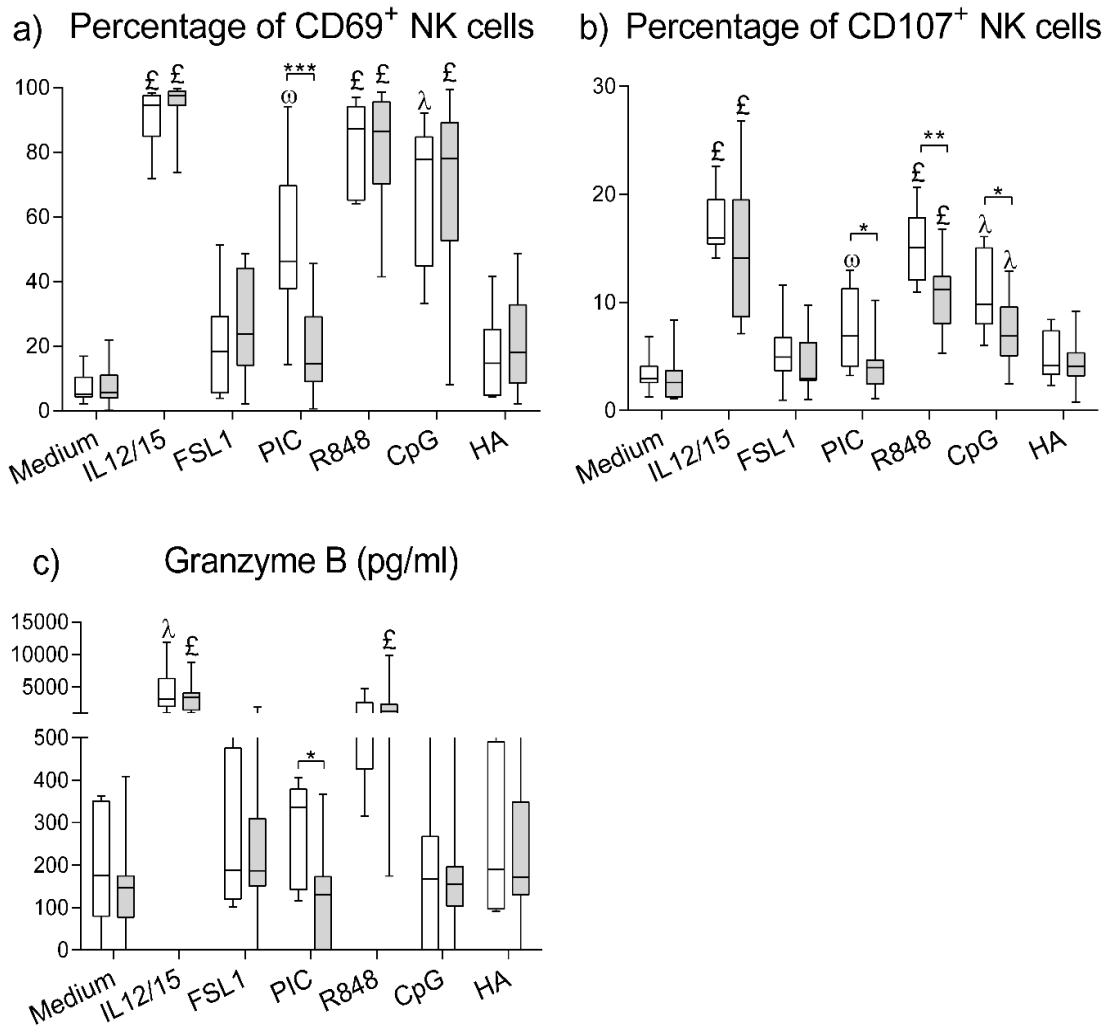 a) Percentage of CD69⁺ NK cells
100
80
60
40
20
0
£ £
***
ω
£ £
λ £
Medium
IL12/15
FSL1
PIC
R848
CpG
HA
b) Percentage of CD107⁺ NK cells
30
20
10
0
£ £
*
ω
**
£ £
*
λ λ
Medium
IL12/15
FSL1
PIC
R848
CpG
HA
c) Granzyme B (pg/ml)
15000
10000
5000
500
400
300
200
100
0
λ £
*
£
Medium
IL12/15
FSL1
PIC
R848
CpG
HA